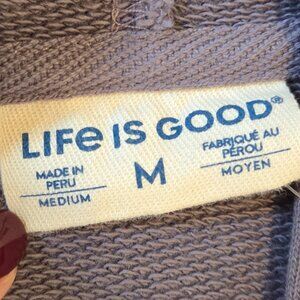 LIFe IS GOOD®
MADE IN
PERU
MEDIUM
M
FABRIQUÉ AU
PÉROU
MOYEN